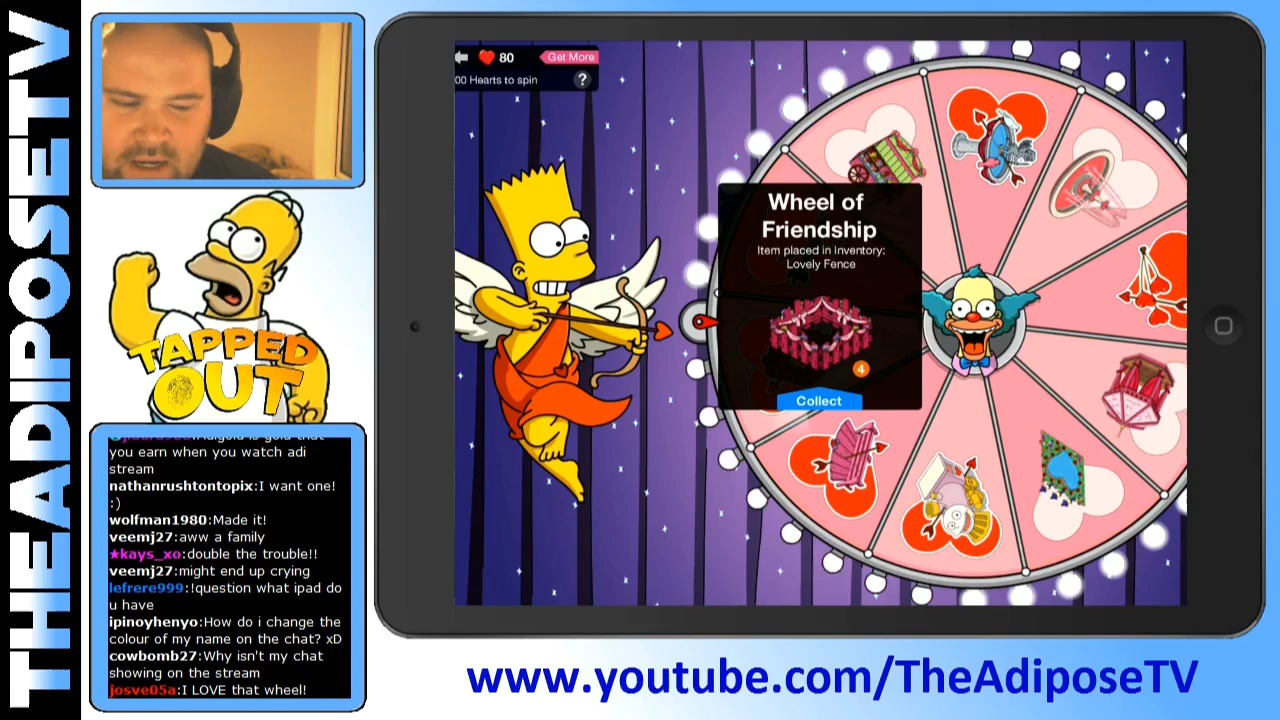 THEADIPOSETV
80
Get More
00 Hearts to spin
?
Wheel of
Friendship
Item placed in Inventory:
Lovely Fence
4
Collect
TAPPED
OUT
you earn when you watch adi
stream
nathanrushtontopix:I want one!
:)
wolfman1980:Made it!
veemj27:aww a family
★kays_xo:double the trouble!!
veemj27:might end up crying
lefrere999:!question what ipad do
u have
ipinoyhenyo:How do i change the
colour of my name on the chat? xD
cowbomb27:Why isn't my chat
showing on the stream
josve05a:I LOVE that wheel!
www.youtube.com/TheAdiposeTV